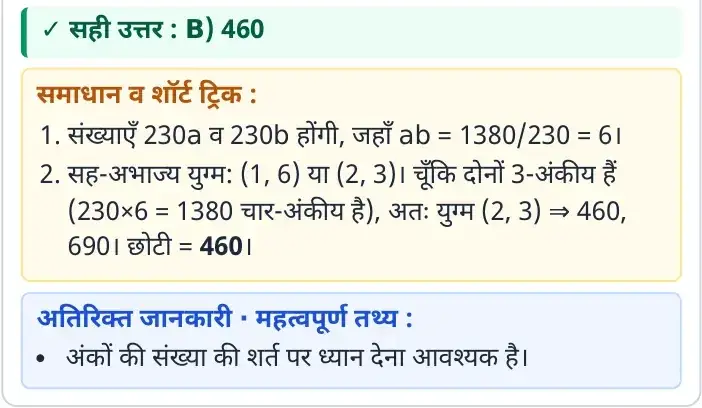 ✓ सही उत्तर : B) 460
समाधान व शॉर्ट ट्रिक :
1. संख्याएँ 230a व 230b होंगी, जहाँ ab = 1380/230 = 6।
2. सह-अभाज्य युग्म: (1, 6) या (2, 3)। चूँकि दोनों 3-अंकीय हैं
(230×6 = 1380 चार-अंकीय है), अतः युग्म (2, 3) ⇒ 460,
690। छोटी = 460।
अतिरिक्त जानकारी · महत्वपूर्ण तथ्य :
• अंकों की संख्या की शर्त पर ध्यान देना आवश्यक है।